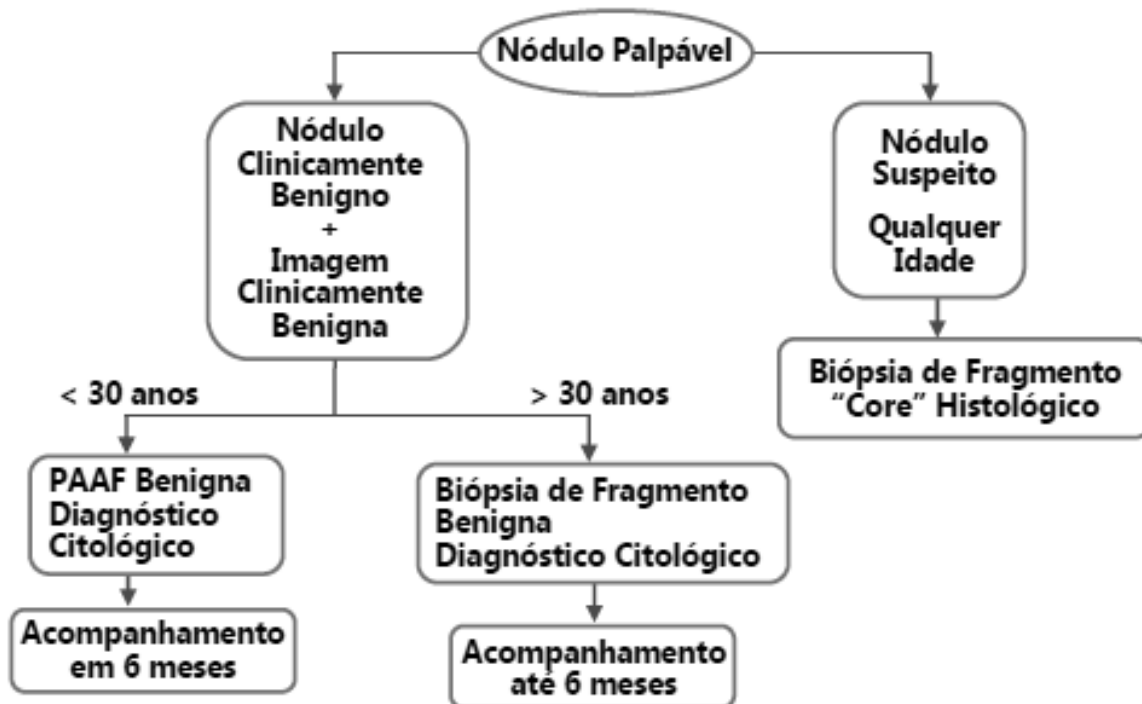 Nódulo Palpável
Nódulo
Clinicamente
Benigno
+
Imagem
Clinicamente
Benigna
Nódulo
Suspeito
Qualquer
Idade
Biópsia de Fragmento
“Core” Histológico
< 30 anos
> 30 anos
PAAF Benigna
Diagnóstico
Citológico
Biópsia de Fragmento
Benigna
Diagnóstico Citológico
Acompanhamento
em 6 meses
Acompanhamento
até 6 meses